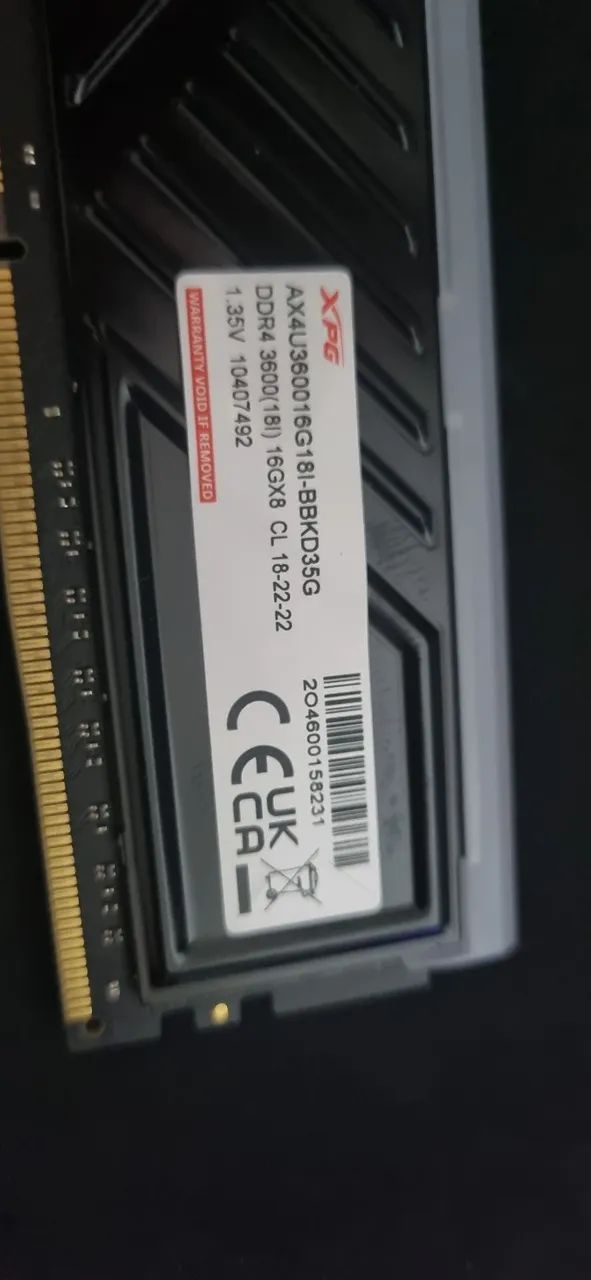 XPG
AX4U360016G18I-BBKD35G
DDR4 3600(18I) 16GX8 CL 18-22-22
1.35V 10407492
WARRANTY VOID IF REMOVED
2O4600158231
CE
UK
CA